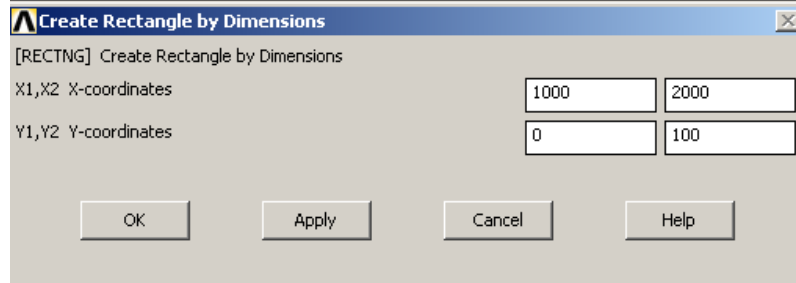 Create Rectangle by Dimensions
[RECTNG] Create Rectangle by Dimensions
X1,X2 X-coordinates 1000 2000
Y1,Y2 Y-coordinates 0 100
OK Apply Cancel Help